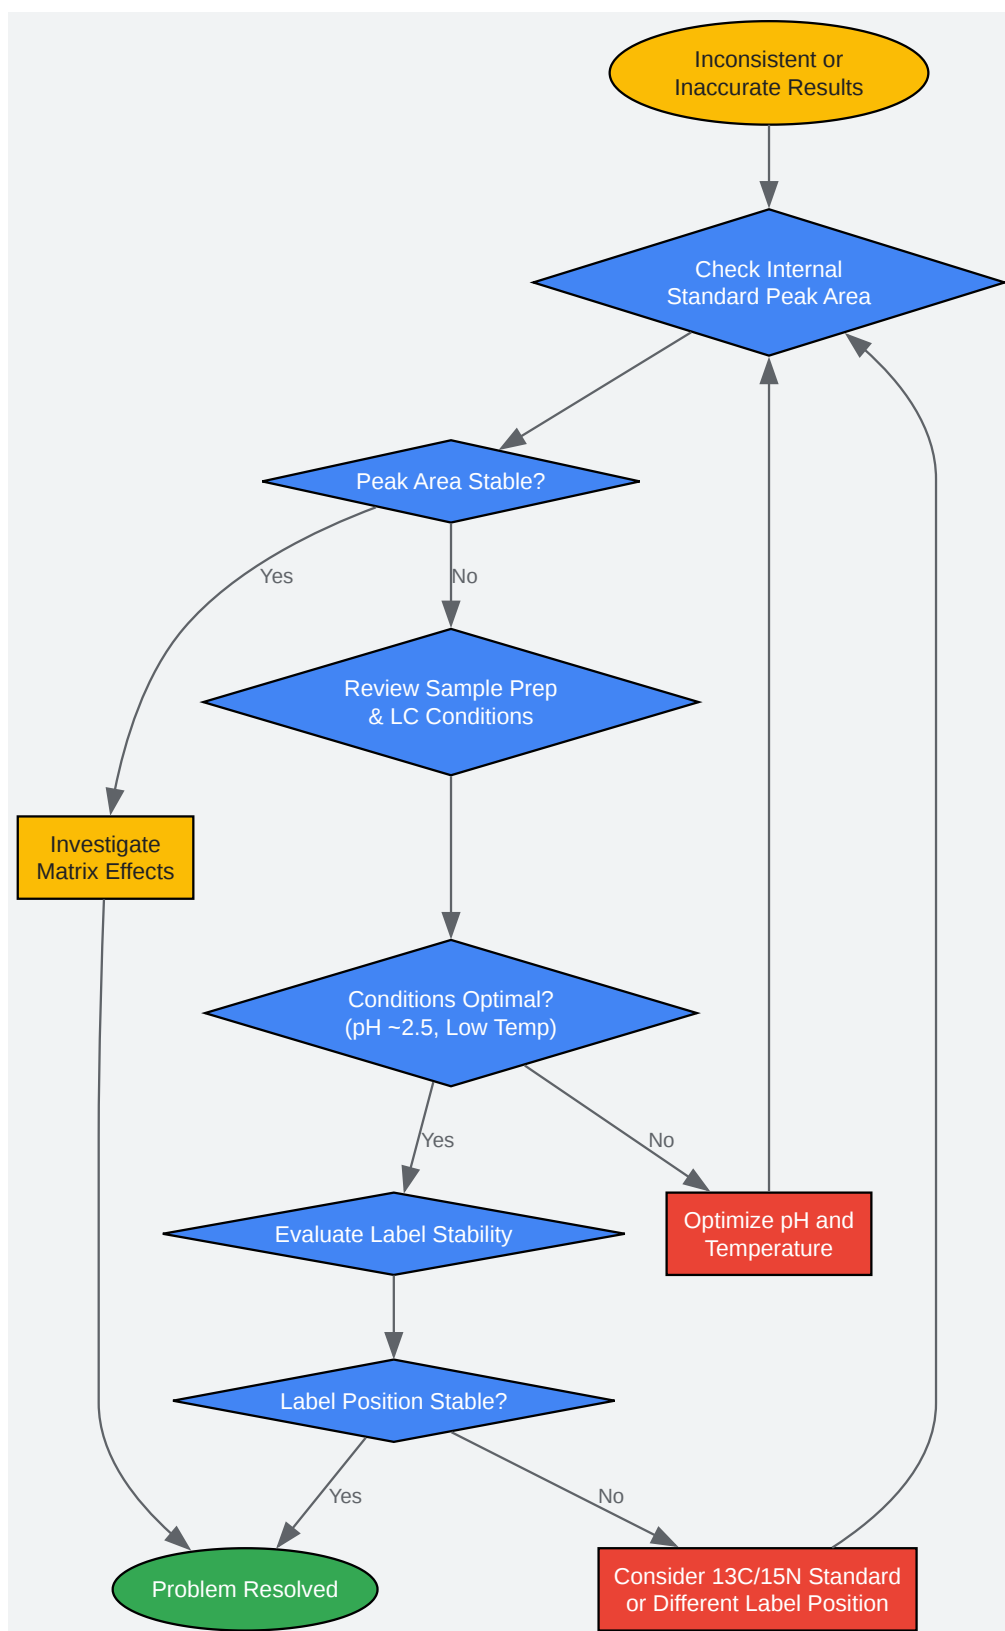 Inconsistent or
Inaccurate Results
Check Internal
Standard Peak Area
Peak Area Stable?
Yes
No
Review Sample Prep
& LC Conditions
Investigate
Matrix Effects
Conditions Optimal?
(pH ~2.5, Low Temp)
Yes
No
Optimize pH and
Temperature
Evaluate Label Stability
Label Position Stable?
Yes
No
Problem Resolved
Consider 13C/15N Standard
or Different Label Position